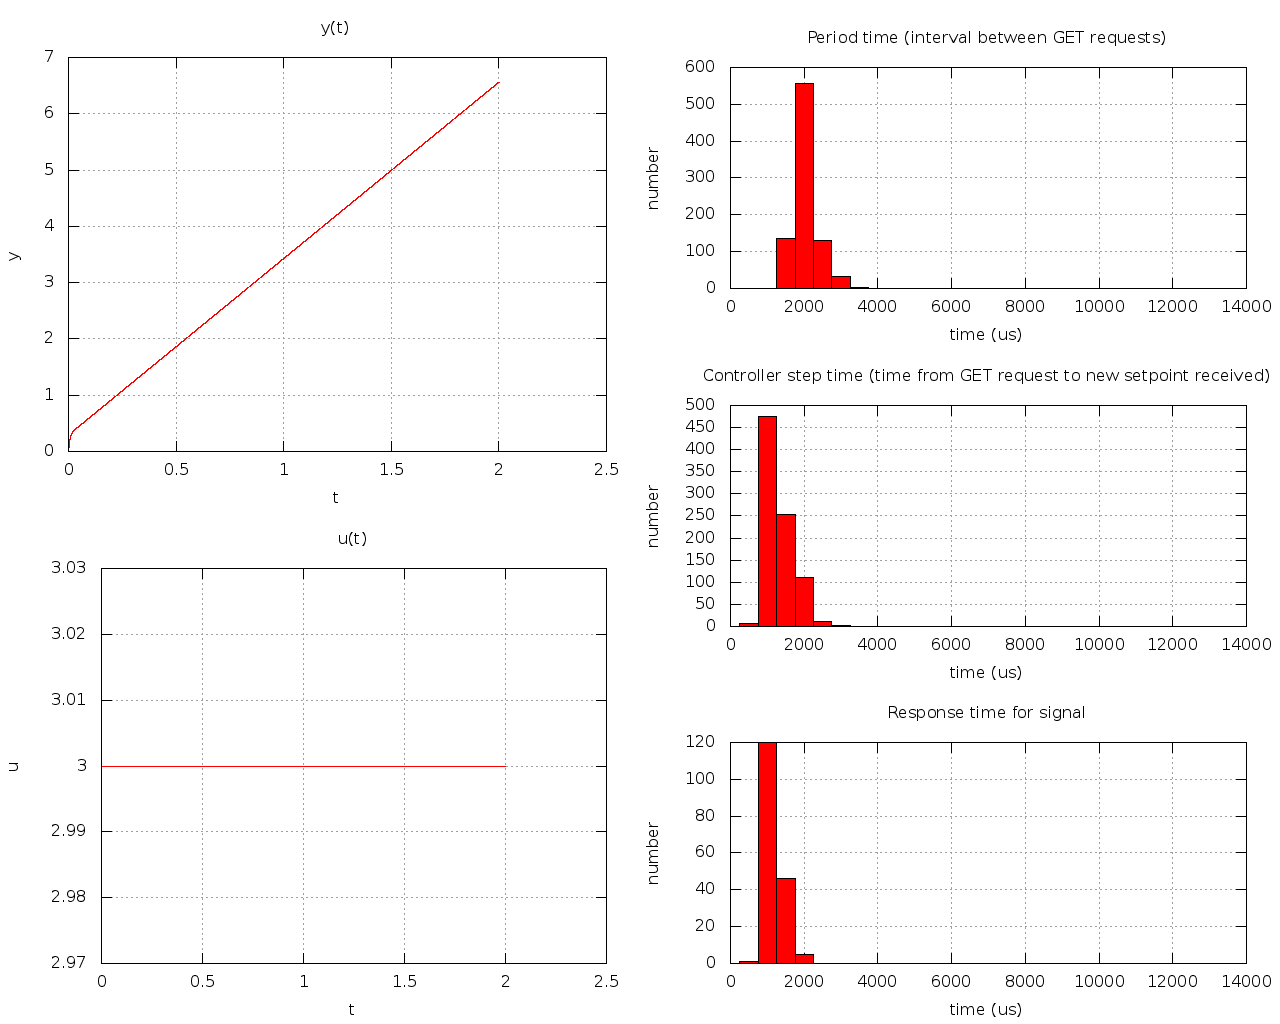 y(t)
7
6
5
4
3
2
1
0
y
0 0.5 1 1.5 2 2.5
t
u(t)
3.03
3.02
3.01
3
2.99
2.98
2.97
u
0 0.5 1 1.5 2 2.5
t
Period time (interval between GET requests)
600
500
400
300
200
100
0
number
0 2000 4000 6000 8000 10000 12000 14000
time (us)
Controller step time (time from GET request to new setpoint received)
500
450
400
350
300
250
200
150
100
50
0
number
0 2000 4000 6000 8000 10000 12000 14000
time (us)
Response time for signal
120
100
80
60
40
20
0
number
0 2000 4000 6000 8000 10000 12000 14000
time (us)